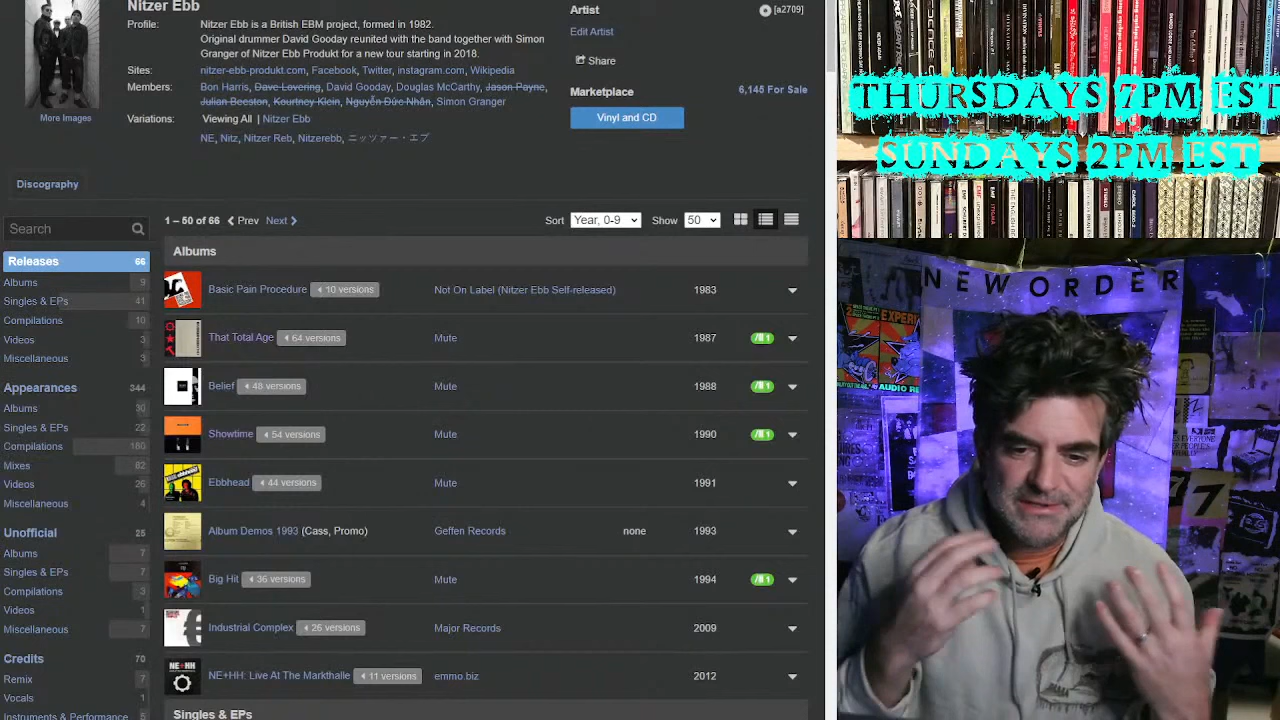 Nitzer Ebb
Profile:
Nitzer Ebb is a British EBM project, formed in 1982.
Original drummer David Gooday reunited with the band together with Simon
Granger of Nitzer Ebb Produkt for a new tour starting in 2018.
Sites:
nitzer-ebb-produkt.com, Facebook, Twitter, instagram.com, Wikipedia
Members:
Bon Harris, Dave Lovering, David Gooday, Douglas McCarthy, Jason Payne,
Julian Beeston, Kourtney Klein, Nguyễn Đức Nhân, Simon Granger
Variations:
Viewing All | Nitzer Ebb
NE, Nitz, Nitzer Reb, Nitzerebb, ニッツァー・エブ
More Images
Artist
[a2709]
Edit Artist
Share
Marketplace
6,146 For Sale
Vinyl and CD
Discography
Search
Releases 66
Albums 9
Singles & EPs 41
Compilations 10
Videos 3
Miscellaneous 3
Appearances 344
Albums 30
Singles & EPs 22
Compilations 180
Mixes 82
Videos 26
Miscellaneous 4
Unofficial 25
Albums 7
Singles & EPs 7
Compilations 3
Videos 1
Miscellaneous 7
Credits 70
Remix 7
Vocals 1
Instruments & Performance 5
1 – 50 of 66 Prev Next
Sort Year, 0-9 Show 50
Albums
Basic Pain Procedure 10 versions Not On Label (Nitzer Ebb Self-released) 1983
That Total Age 64 versions Mute 1987 1
Belief 48 versions Mute 1988 1
Showtime 54 versions Mute 1990 1
Ebbhead 44 versions Mute 1991
Album Demos 1993 (Cass, Promo) Geffen Records none 1993
Big Hit 36 versions Mute 1994 1
Industrial Complex 26 versions Major Records 2009
NE+HH: Live At The Markthalle 11 versions emmo.biz 2012
Singles & EPs
THURSDAYS 7PM EST
SUNDAYS 2PM EST
NEW ORDER